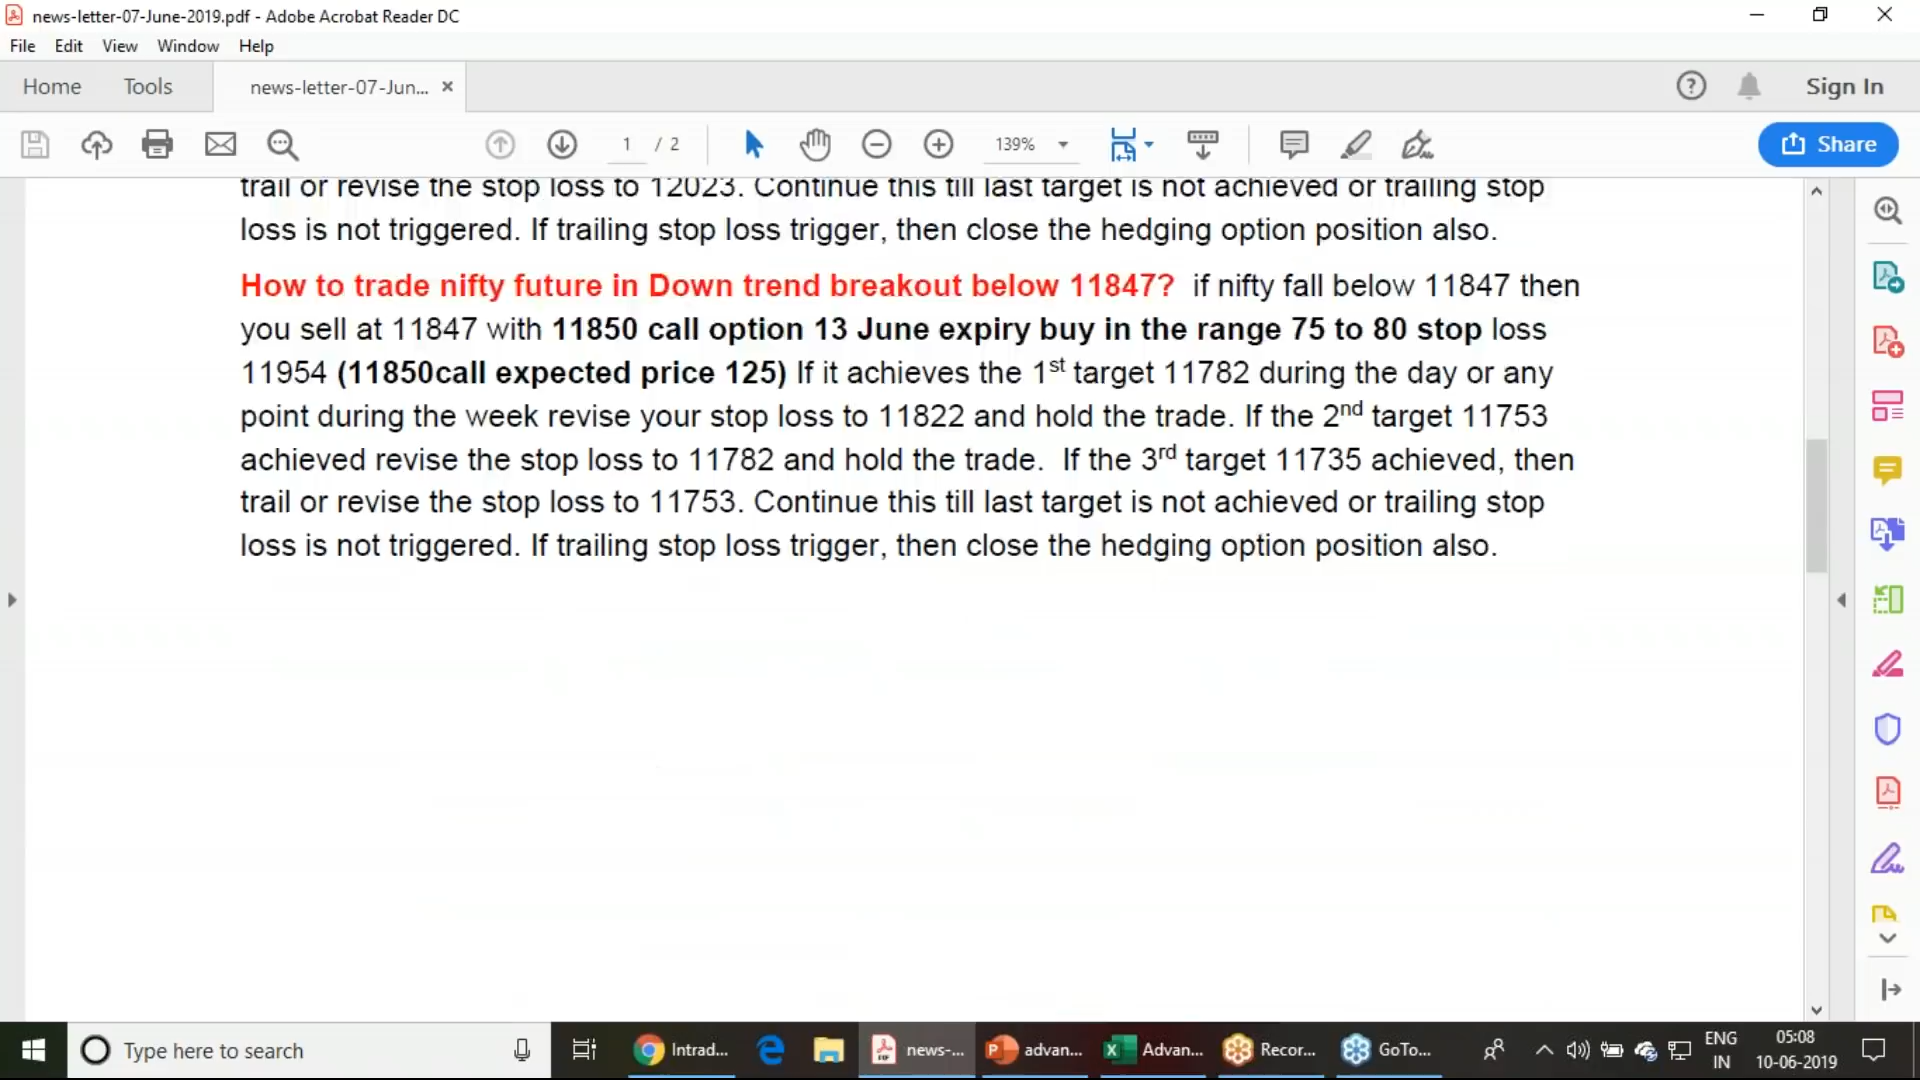 news-letter-07-June-2019.pdf - Adobe Acrobat Reader DC
File Edit View Window Help
Home Tools news-letter-07-Jun... × Sign In
1 / 2 139% Share
trail or revise the stop loss to 12023. Continue this till last target is not achieved or trailing stop
loss is not triggered. If trailing stop loss trigger, then close the hedging option position also.
How to trade nifty future in Down trend breakout below 11847? if nifty fall below 11847 then
you sell at 11847 with 11850 call option 13 June expiry buy in the range 75 to 80 stop loss
11954 (11850call expected price 125) If it achieves the 1st target 11782 during the day or any
point during the week revise your stop loss to 11822 and hold the trade. If the 2nd target 11753
achieved revise the stop loss to 11782 and hold the trade. If the 3rd target 11735 achieved, then
trail or revise the stop loss to 11753. Continue this till last target is not achieved or trailing stop
loss is not triggered. If trailing stop loss trigger, then close the hedging option position also.
Type here to search Intrad... news-... advan... Advan... Recor... GoTo... ENG 05:08
IN 10-06-2019